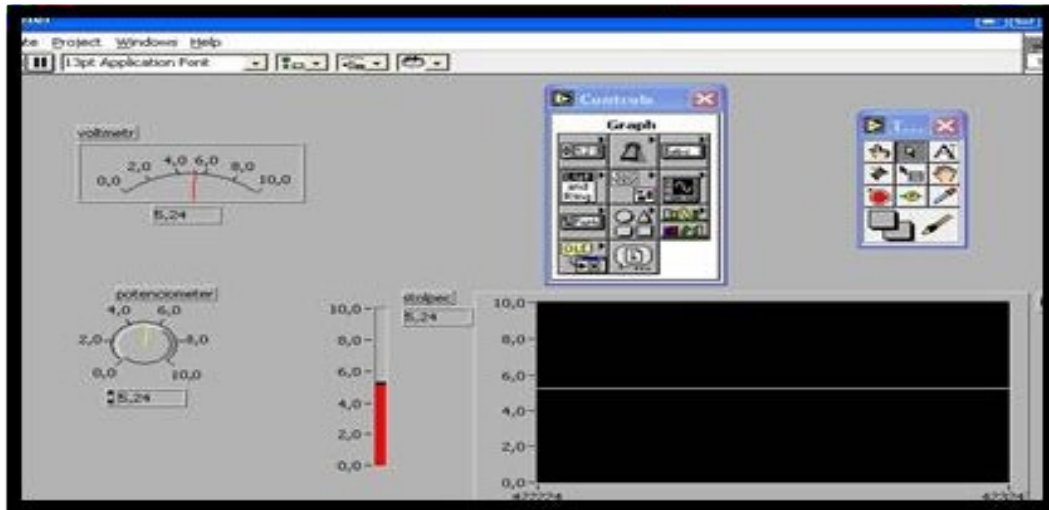 Project Windows Help
13pt Application Font
Controls
Graph
T...
voltmetr
0,0 2,0 4,0 6,0 8,0 10,0
5,24
potenciometer
4,0 6,0
2,0 8,0
0,0 10,0
5,24
10,0
8,0
6,0
4,0
2,0
0,0
stolpec
5,24
10,0
8,0
6,0
4,0
2,0
0,0